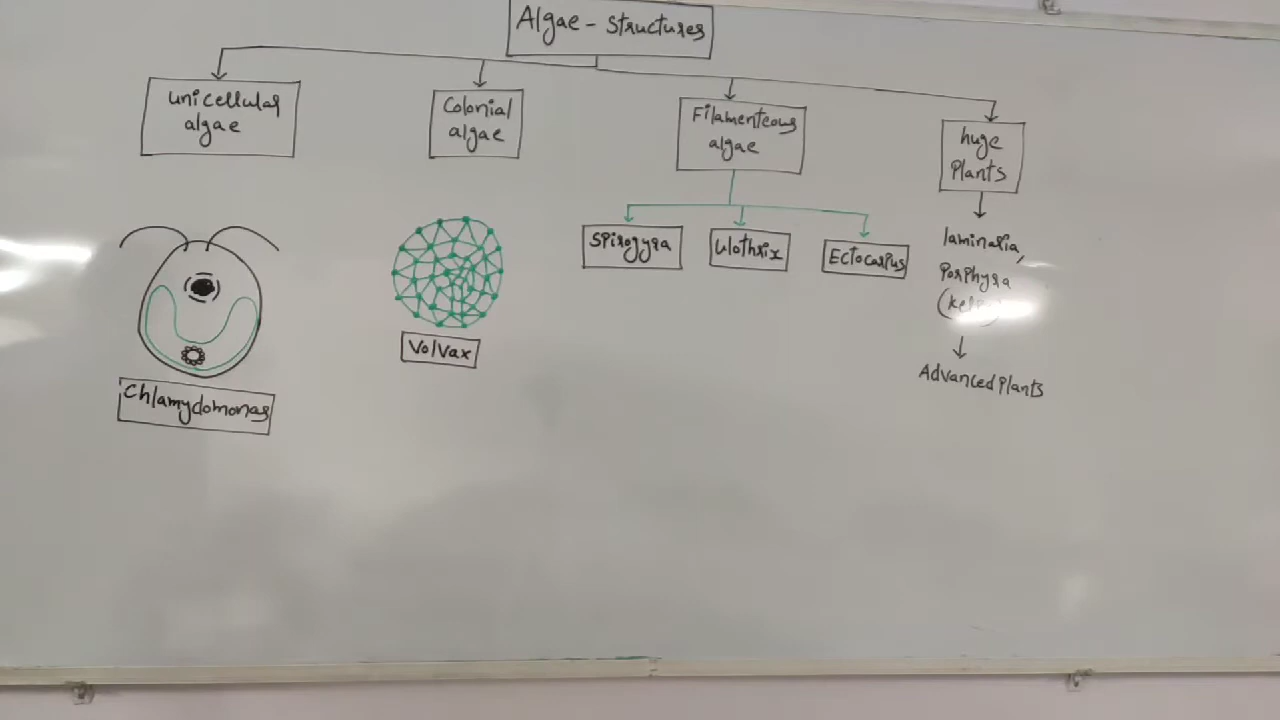 Algae - Structures
unicellular
algae
Colonial
algae
Filamenteous
algae
huge
Plants
Spirogyra
Ulothrix
Ectocarpus
laminaria,
Porphyra
Advanced Plants
Volvax
Chlamydomonas